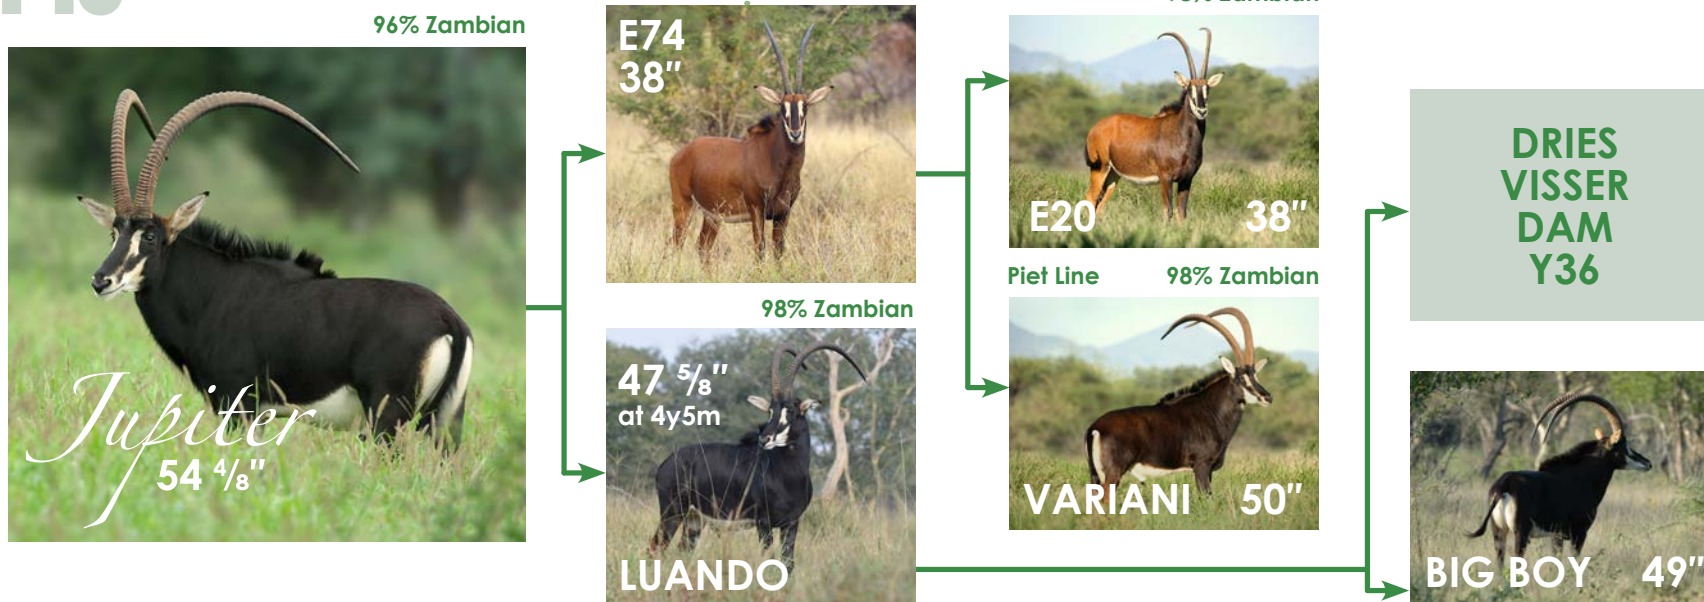 96% Zambian
Jupiter
54 ⁴/₈"
E74
38"
98% Zambian
47 ⁵/₈"
at 4y5m
LUANDO
E20 38"
Piet Line 98% Zambian
VARIANI 50"
DRIES
VISSER
DAM
Y36
BIG BOY 49"